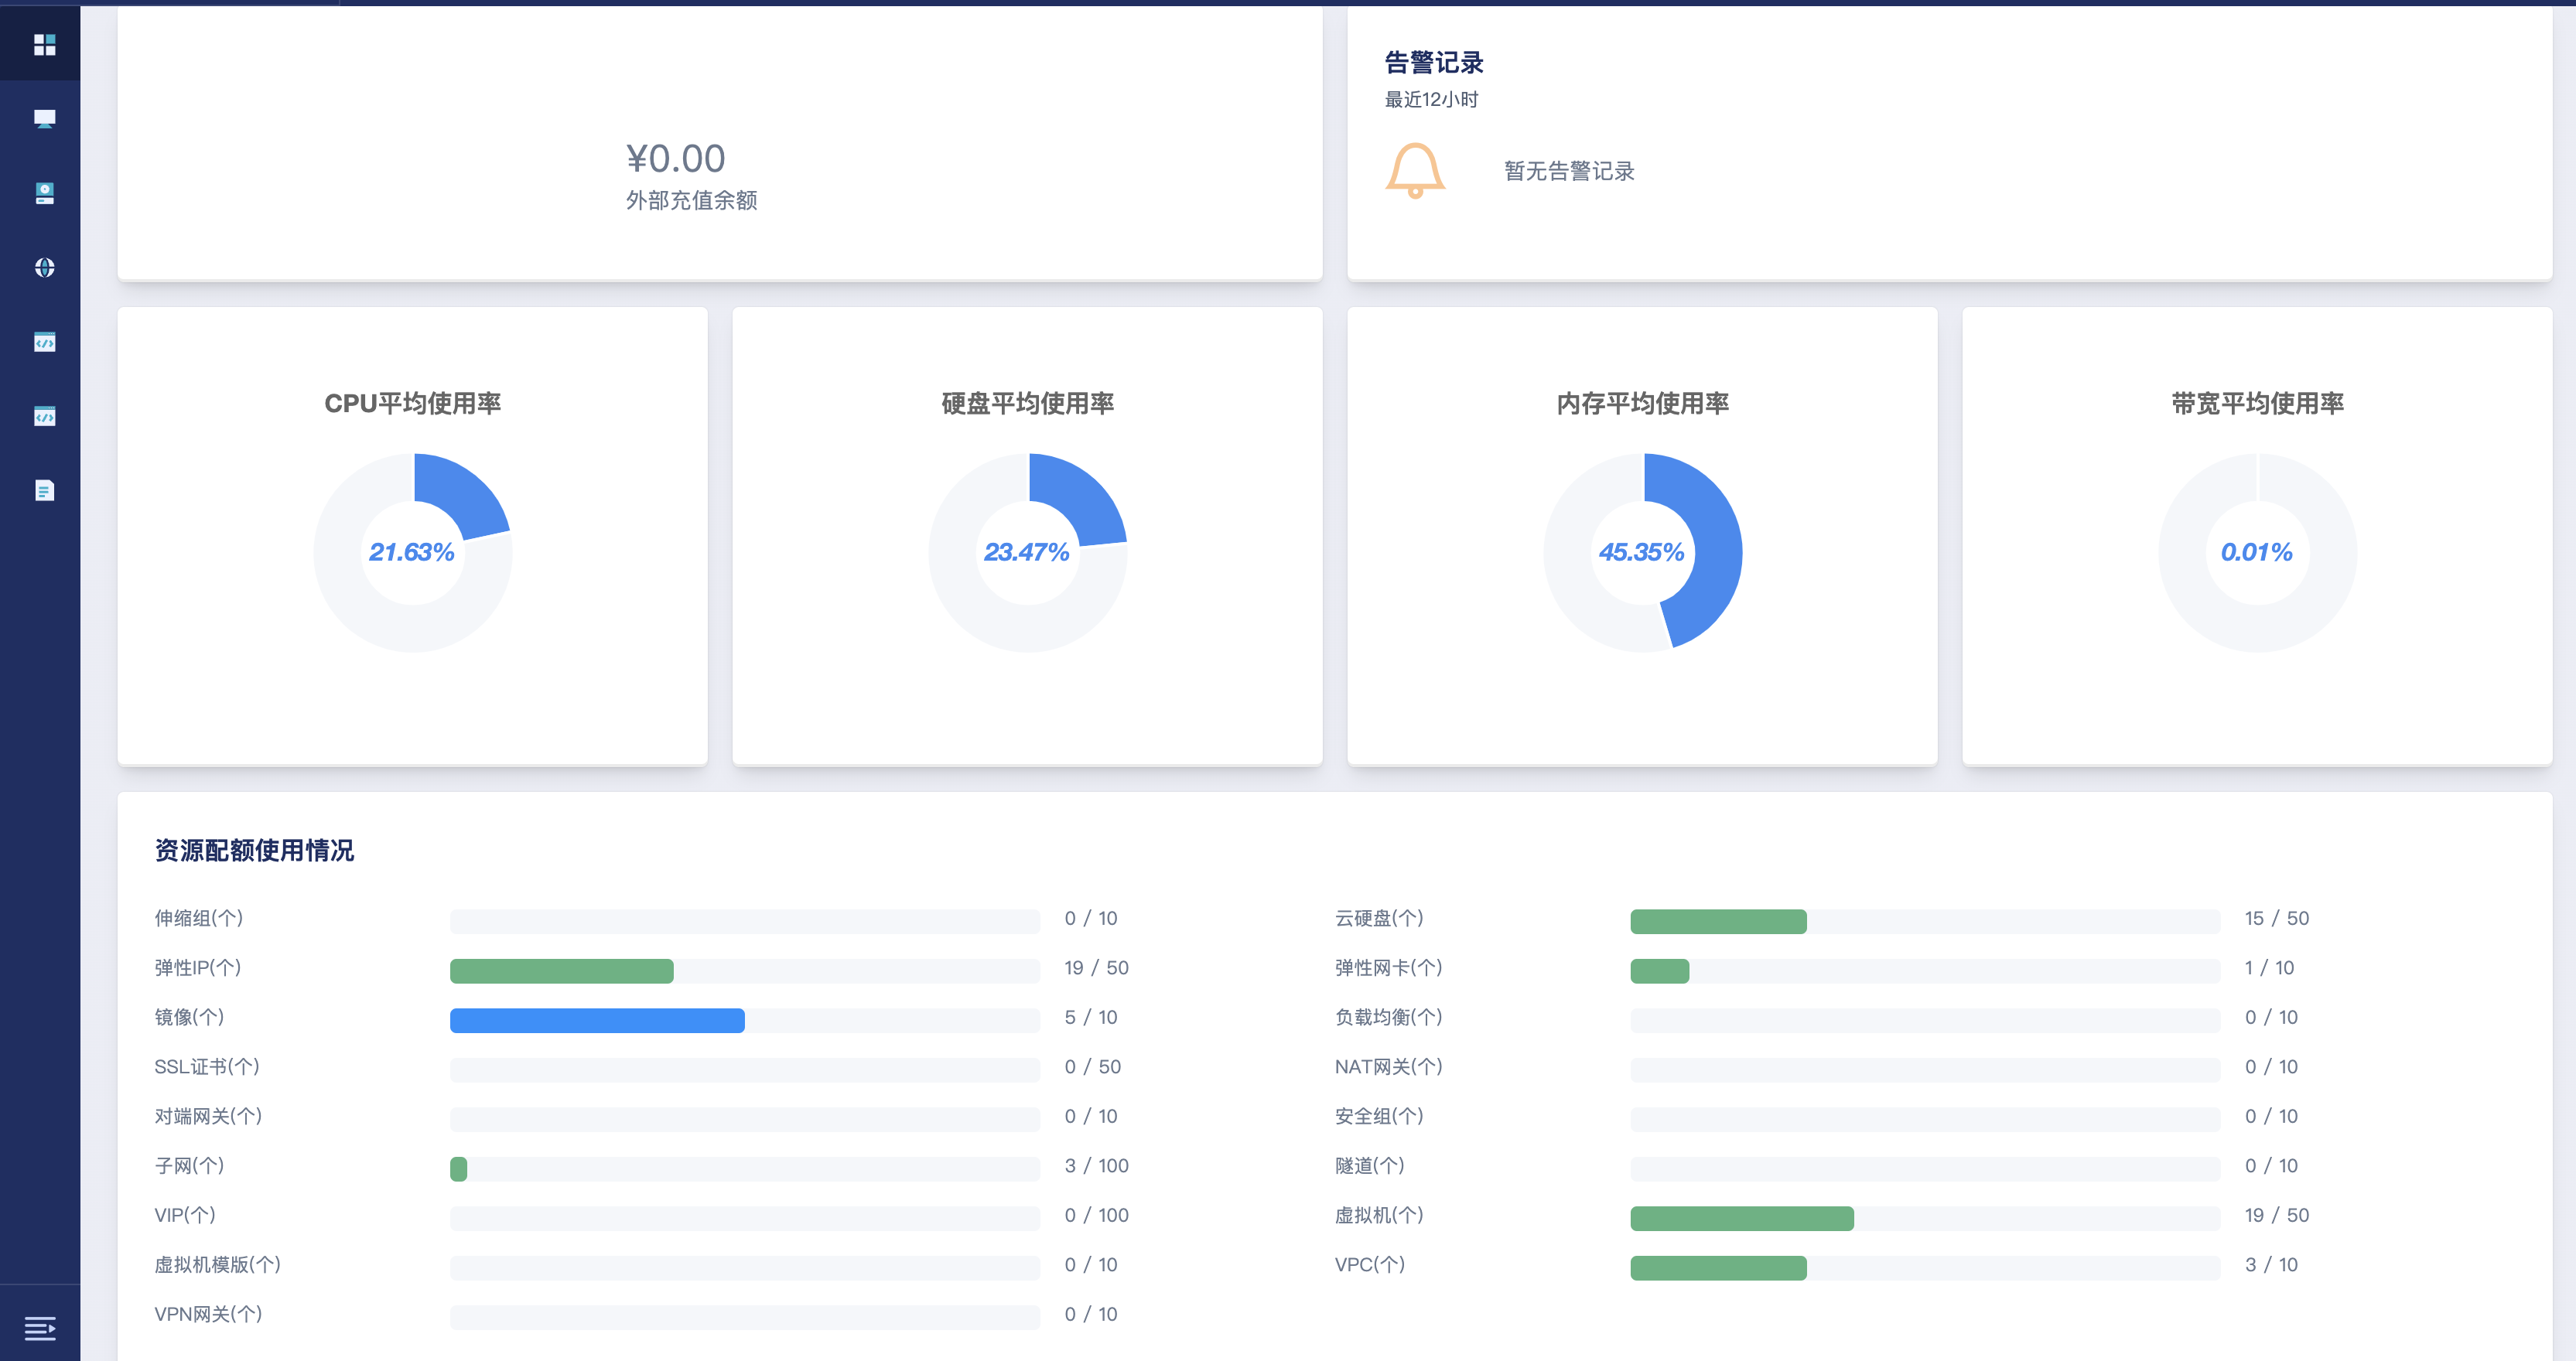 ¥0.00
外部充值余额
告警记录
最近12小时
暂无告警记录
CPU平均使用率
21.63%
硬盘平均使用率
23.47%
内存平均使用率
45.35%
带宽平均使用率
0.01%
资源配额使用情况
伸缩组(个) 0 / 10
云硬盘(个) 15 / 50
弹性IP(个) 19 / 50
弹性网卡(个) 1 / 10
镜像(个) 5 / 10
负载均衡(个) 0 / 10
SSL证书(个) 0 / 50
NAT网关(个) 0 / 10
对端网关(个) 0 / 10
安全组(个) 0 / 10
子网(个) 3 / 100
隧道(个) 0 / 10
VIP(个) 0 / 100
虚拟机(个) 19 / 50
虚拟机模版(个) 0 / 10
VPC(个) 3 / 10
VPN网关(个) 0 / 10